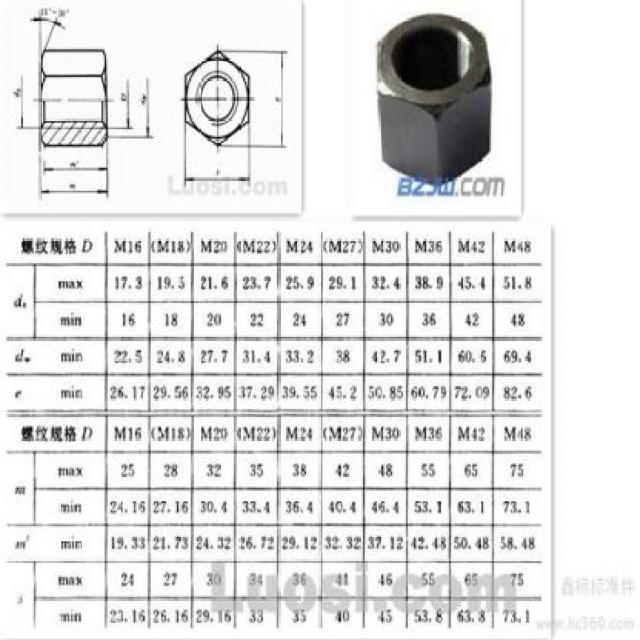 15°~30°
Luosi.com
BZJW.COM
螺纹规格 D M16 (M18) M20 (M22) M24 (M27) M30 M36 M42 M48
da max 17.3 19.5 21.6 23.7 25.9 29.1 32.4 38.9 45.4 51.8
min 16 18 20 22 24 27 30 36 42 48
dw min 22.5 24.8 27.7 31.4 33.2 38 42.7 51.1 60.6 69.4
e min 26.17 29.56 32.95 37.29 39.55 45.2 50.85 60.79 72.09 82.6
螺纹规格 D M16 (M18) M20 (M22) M24 (M27) M30 M36 M42 M48
m max 25 28 32 35 38 42 48 55 65 75
min 24.16 27.16 30.4 33.4 36.4 40.4 46.4 53.1 63.1 73.1
m' min 19.33 21.73 24.32 26.72 29.12 32.32 37.12 42.48 50.48 58.48
s max 24 27 30 34 36 41 46 55 65 75
min 23.16 26.16 29.16 33 35 40 45 53.8 63.8 73.1
Luosi.com
鑫标标准件
www.hc360.com